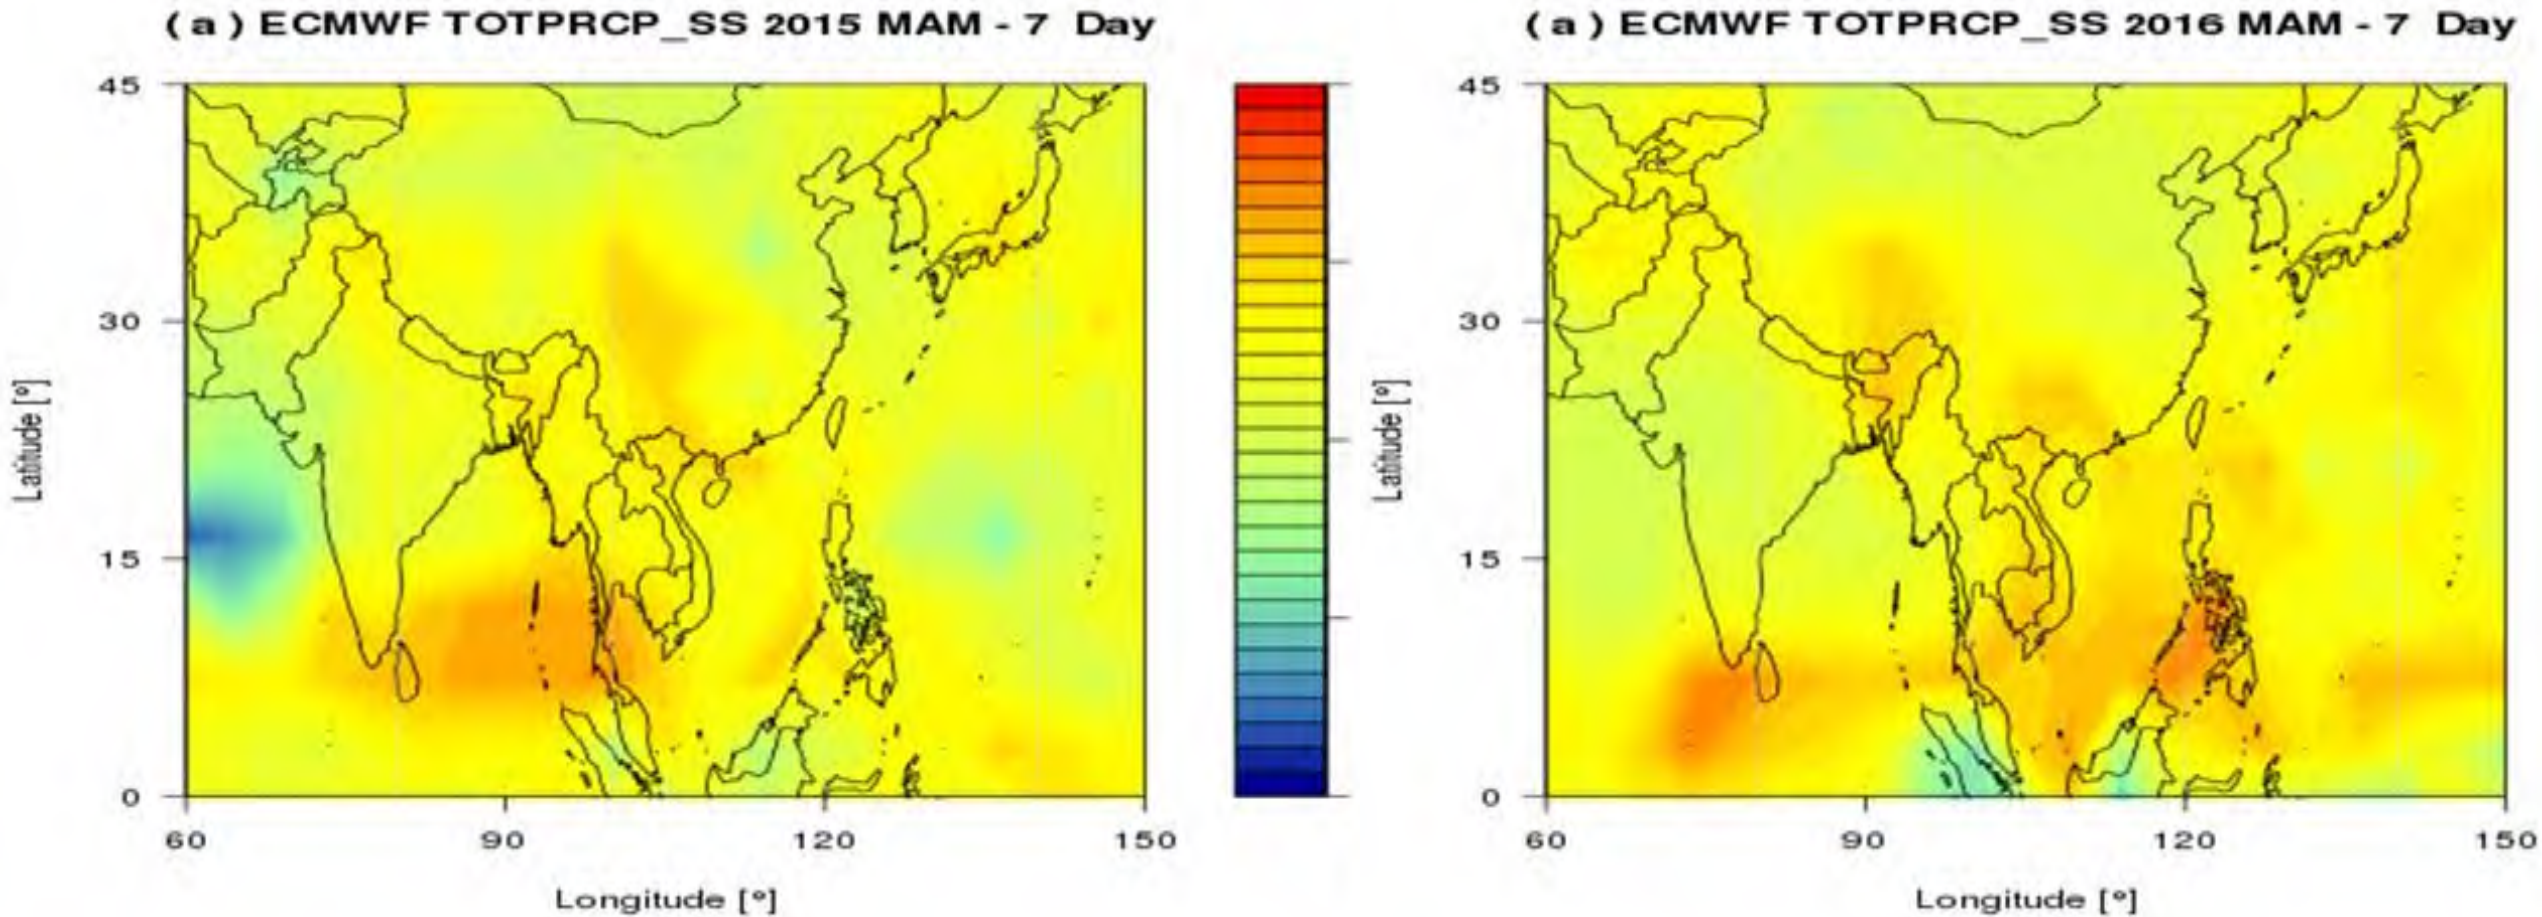 ( a ) ECMWF TOTPRCP_SS 2015 MAM - 7 Day
45
30
15
0
60
90
120
150
Latitude [°]
Longitude [°]
( a ) ECMWF TOTPRCP_SS 2016 MAM - 7 Day
45
30
15
0
60
90
120
150
Latitude [°]
Longitude [°]